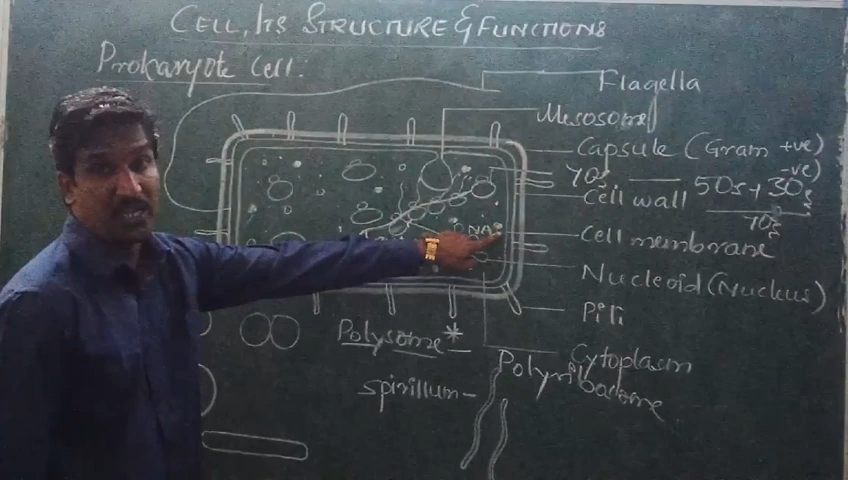 CELL, ITS STRUCTURE & FUNCTIONS
Prokaryote Cell:
Flagella
Mesosome
Capsule (Gram +ve)
-ve)
70s — 50s + 30s
70s
Cell wall
DNA
Cell membrane
Nucleoid (Nucleus)
Pili
Polysome* —
Cytoplasm
Polyribosome
Spirillum -